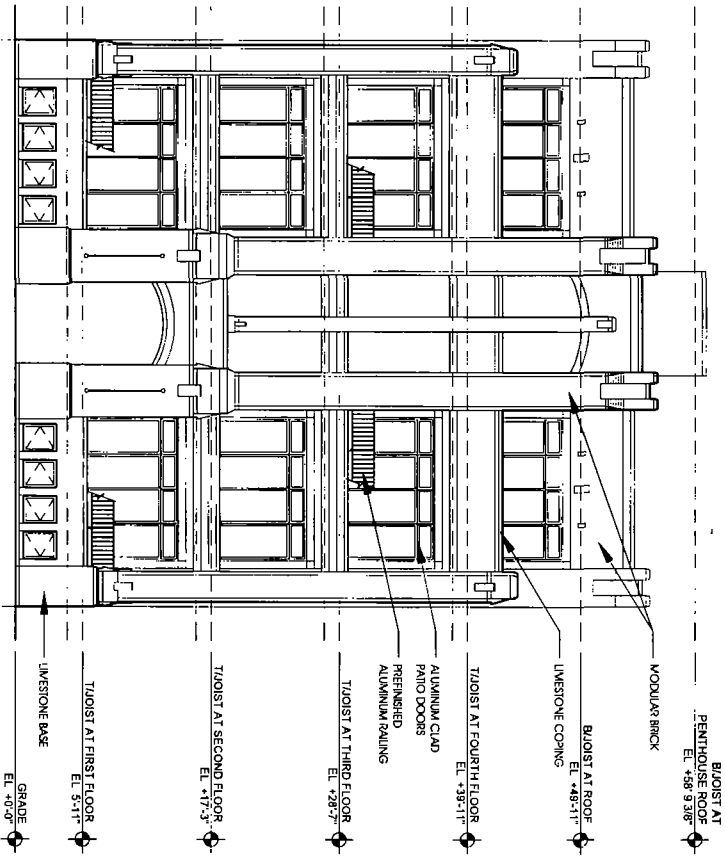 B/JOIST AT
PENTHOUSE ROOF
EL +58' 9 3/8"
MODULAR BRICK
B/JOIST AT ROOF
EL +49'-11"
LIMESTONE COPING
T/JOIST AT FOURTH FLOOR
EL +39'-11"
ALUMINUM CLAD
PATIO DOORS
PREFINISHED
ALUMINUM RAILING
T/JOIST AT THIRD FLOOR
EL +28'-7"
T/JOIST AT SECOND FLOOR
EL +17'-3"
T/JOIST AT FIRST FLOOR
EL 5'-11"
LIMESTONE BASE
GRADE
EL +0'-0"